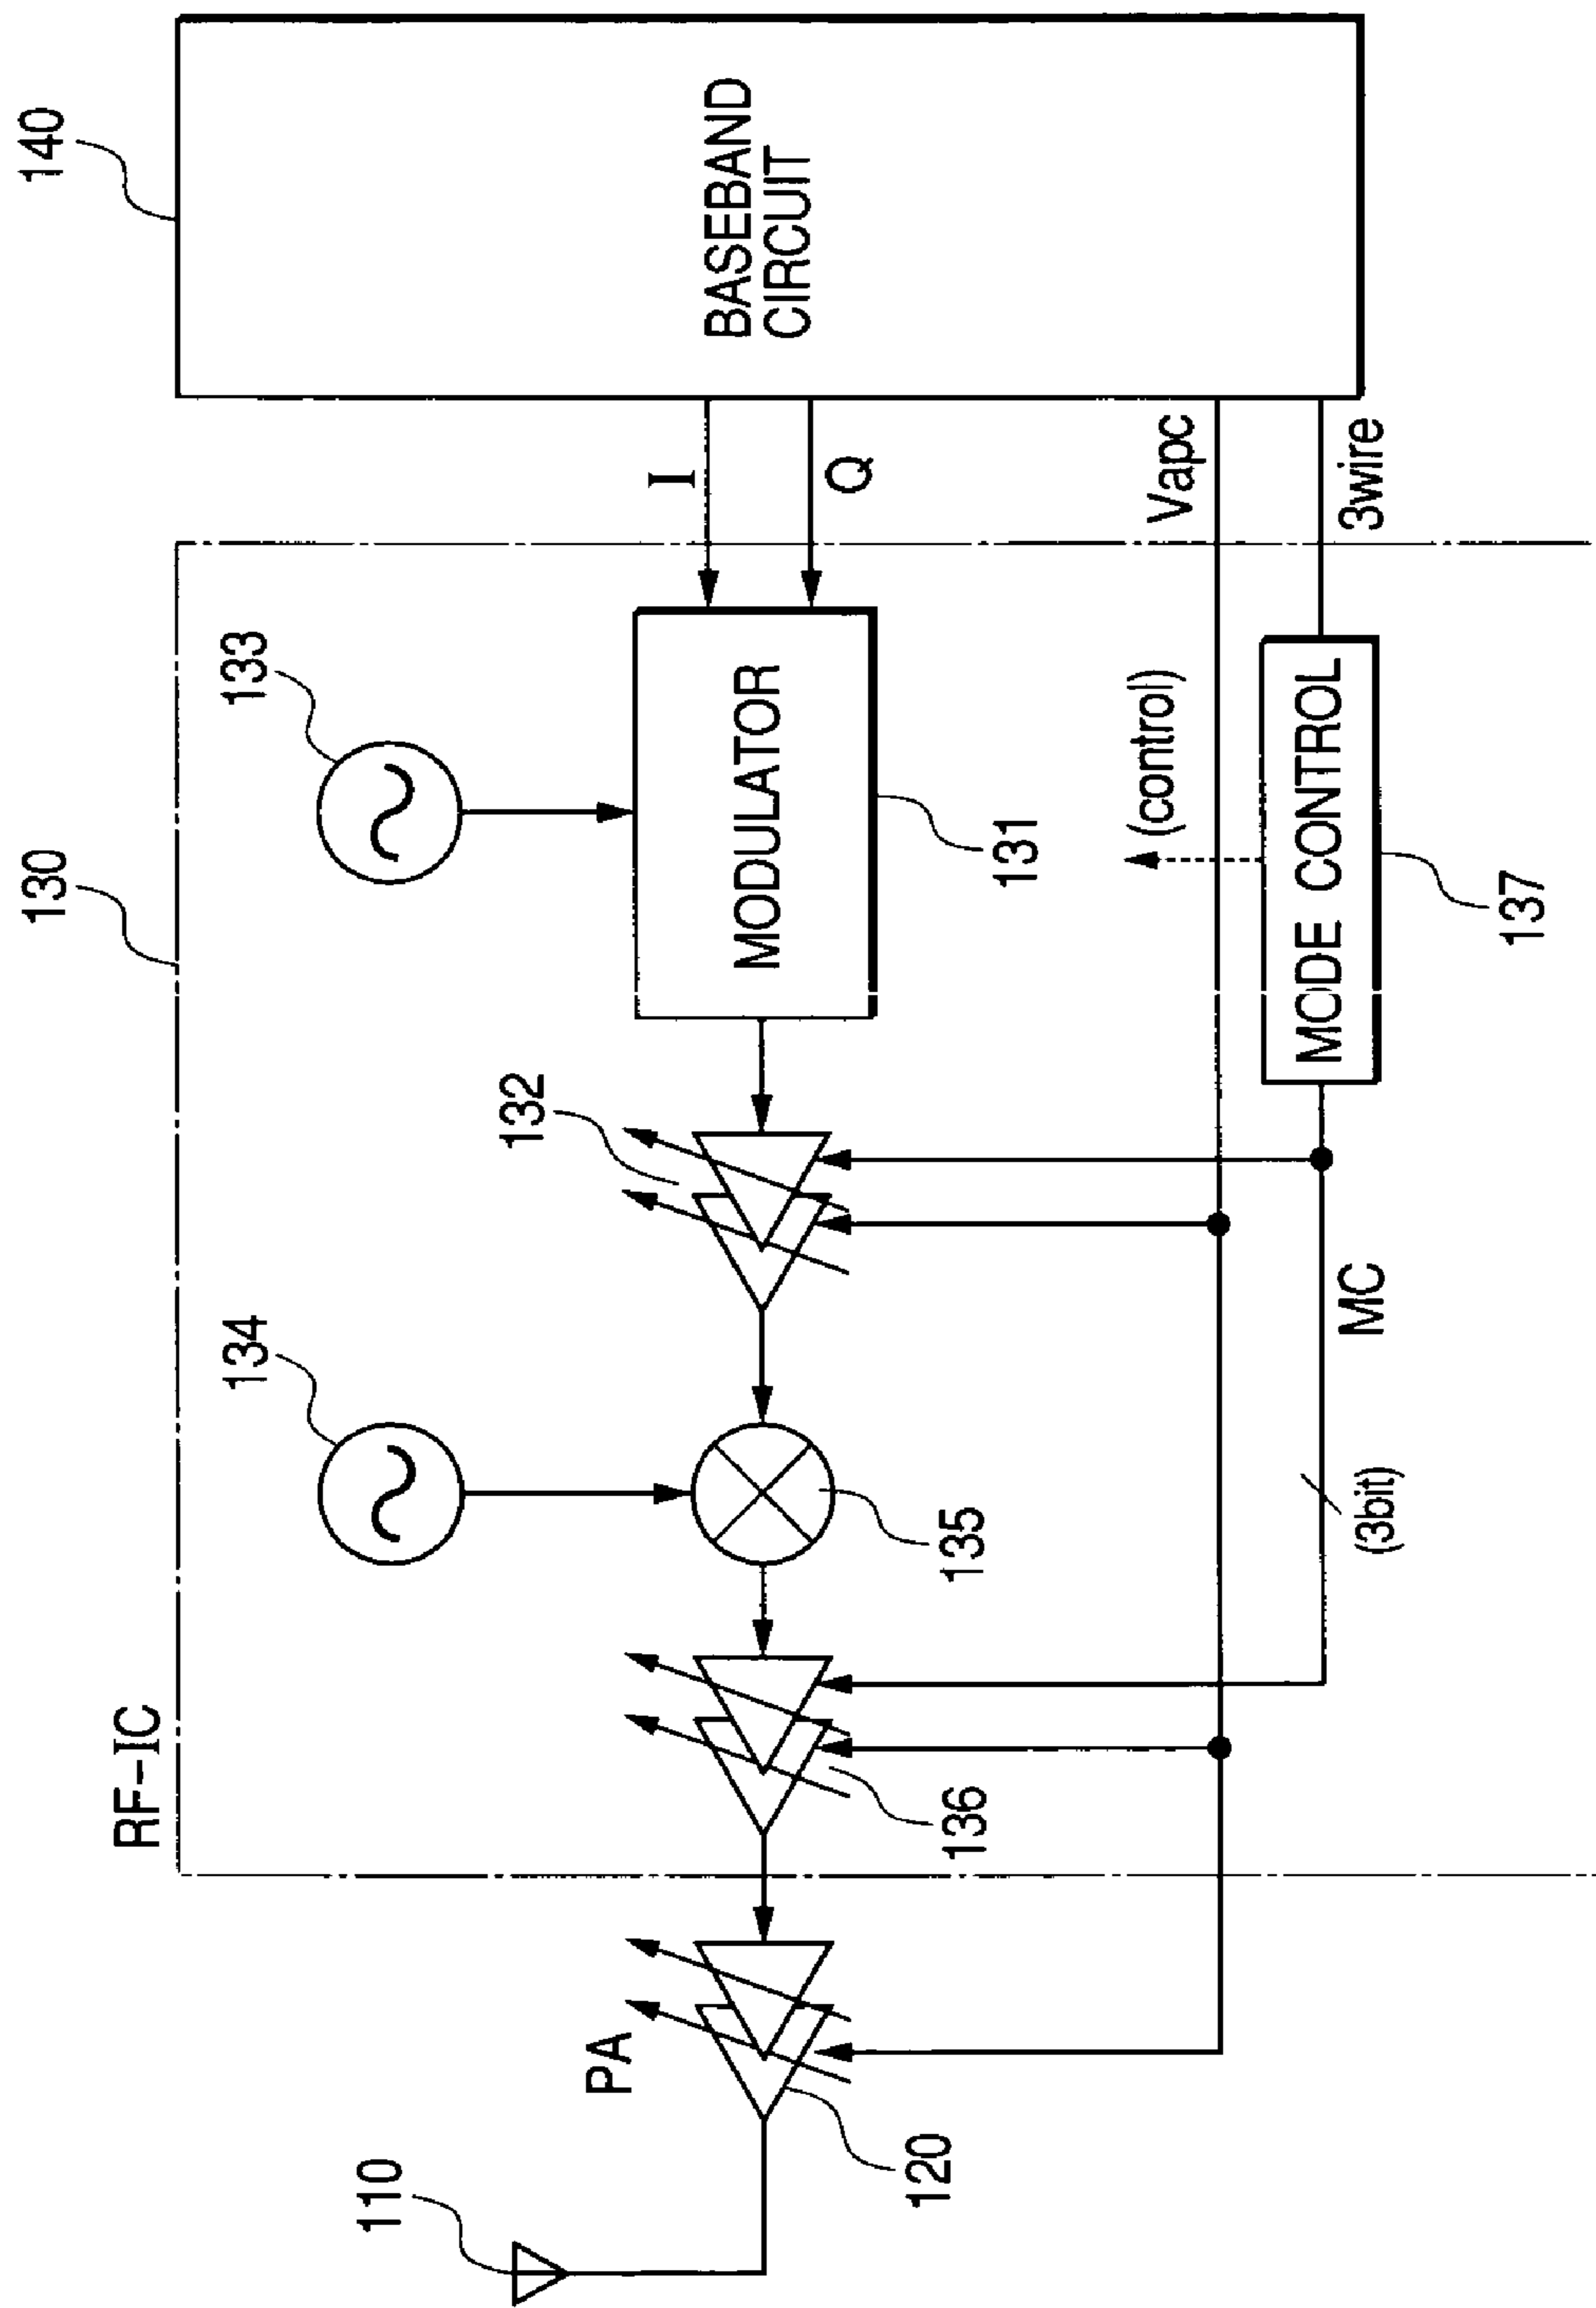 110
PA
120
RF-IC
130
134
133
132
135
136
MODULATOR
131
I
Q
140
BASEBAND
CIRCUIT
Vapc
3wire
(control)
MODE CONTROL
137
MC
(3bit)